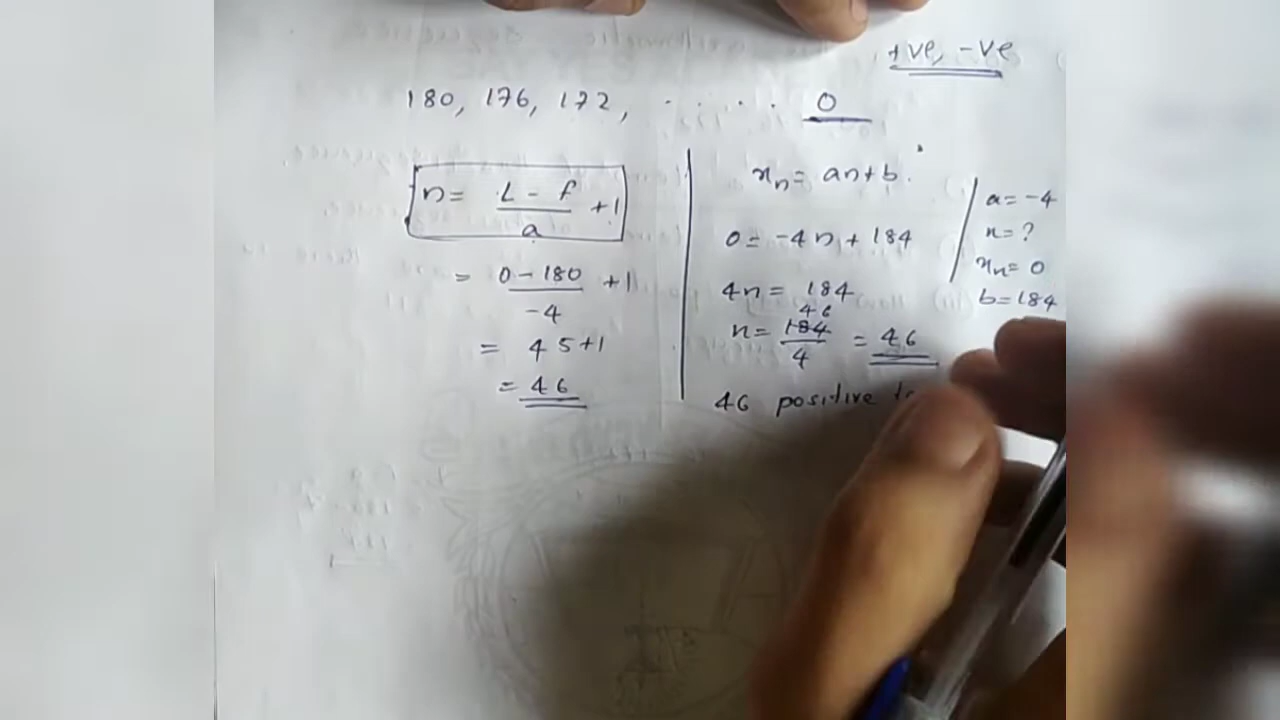 +ve, -ve
180, 176, 172, . . . . . 0
n = L - f / a + 1
= 0 - 180 / -4 + 1
= 45+1
= 46
xn = an+b.
0 = -4n + 184
4n = 184
46
n = 184 / 4 = 46
46 positive
a = -4
n = ?
xn = 0
b = 184